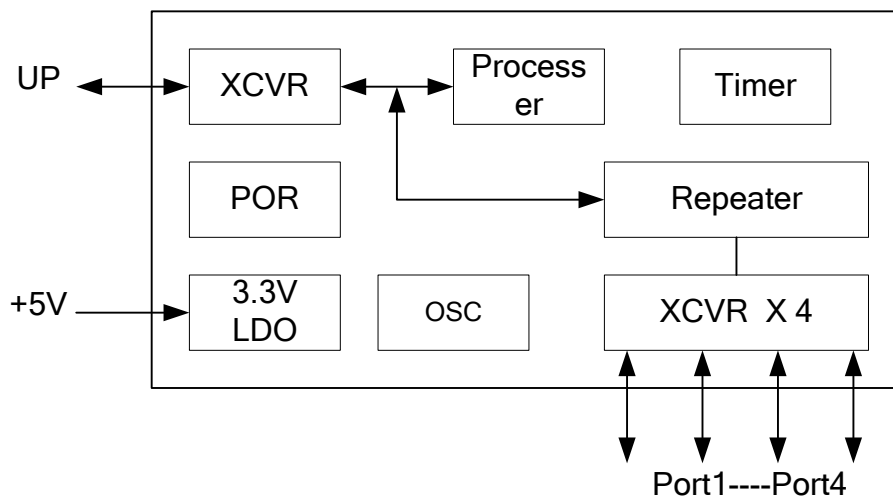 UP
XCVR
Process
er
Timer
POR
Repeater
+5V
3.3V
LDO
OSC
XCVR X 4
Port1----Port4